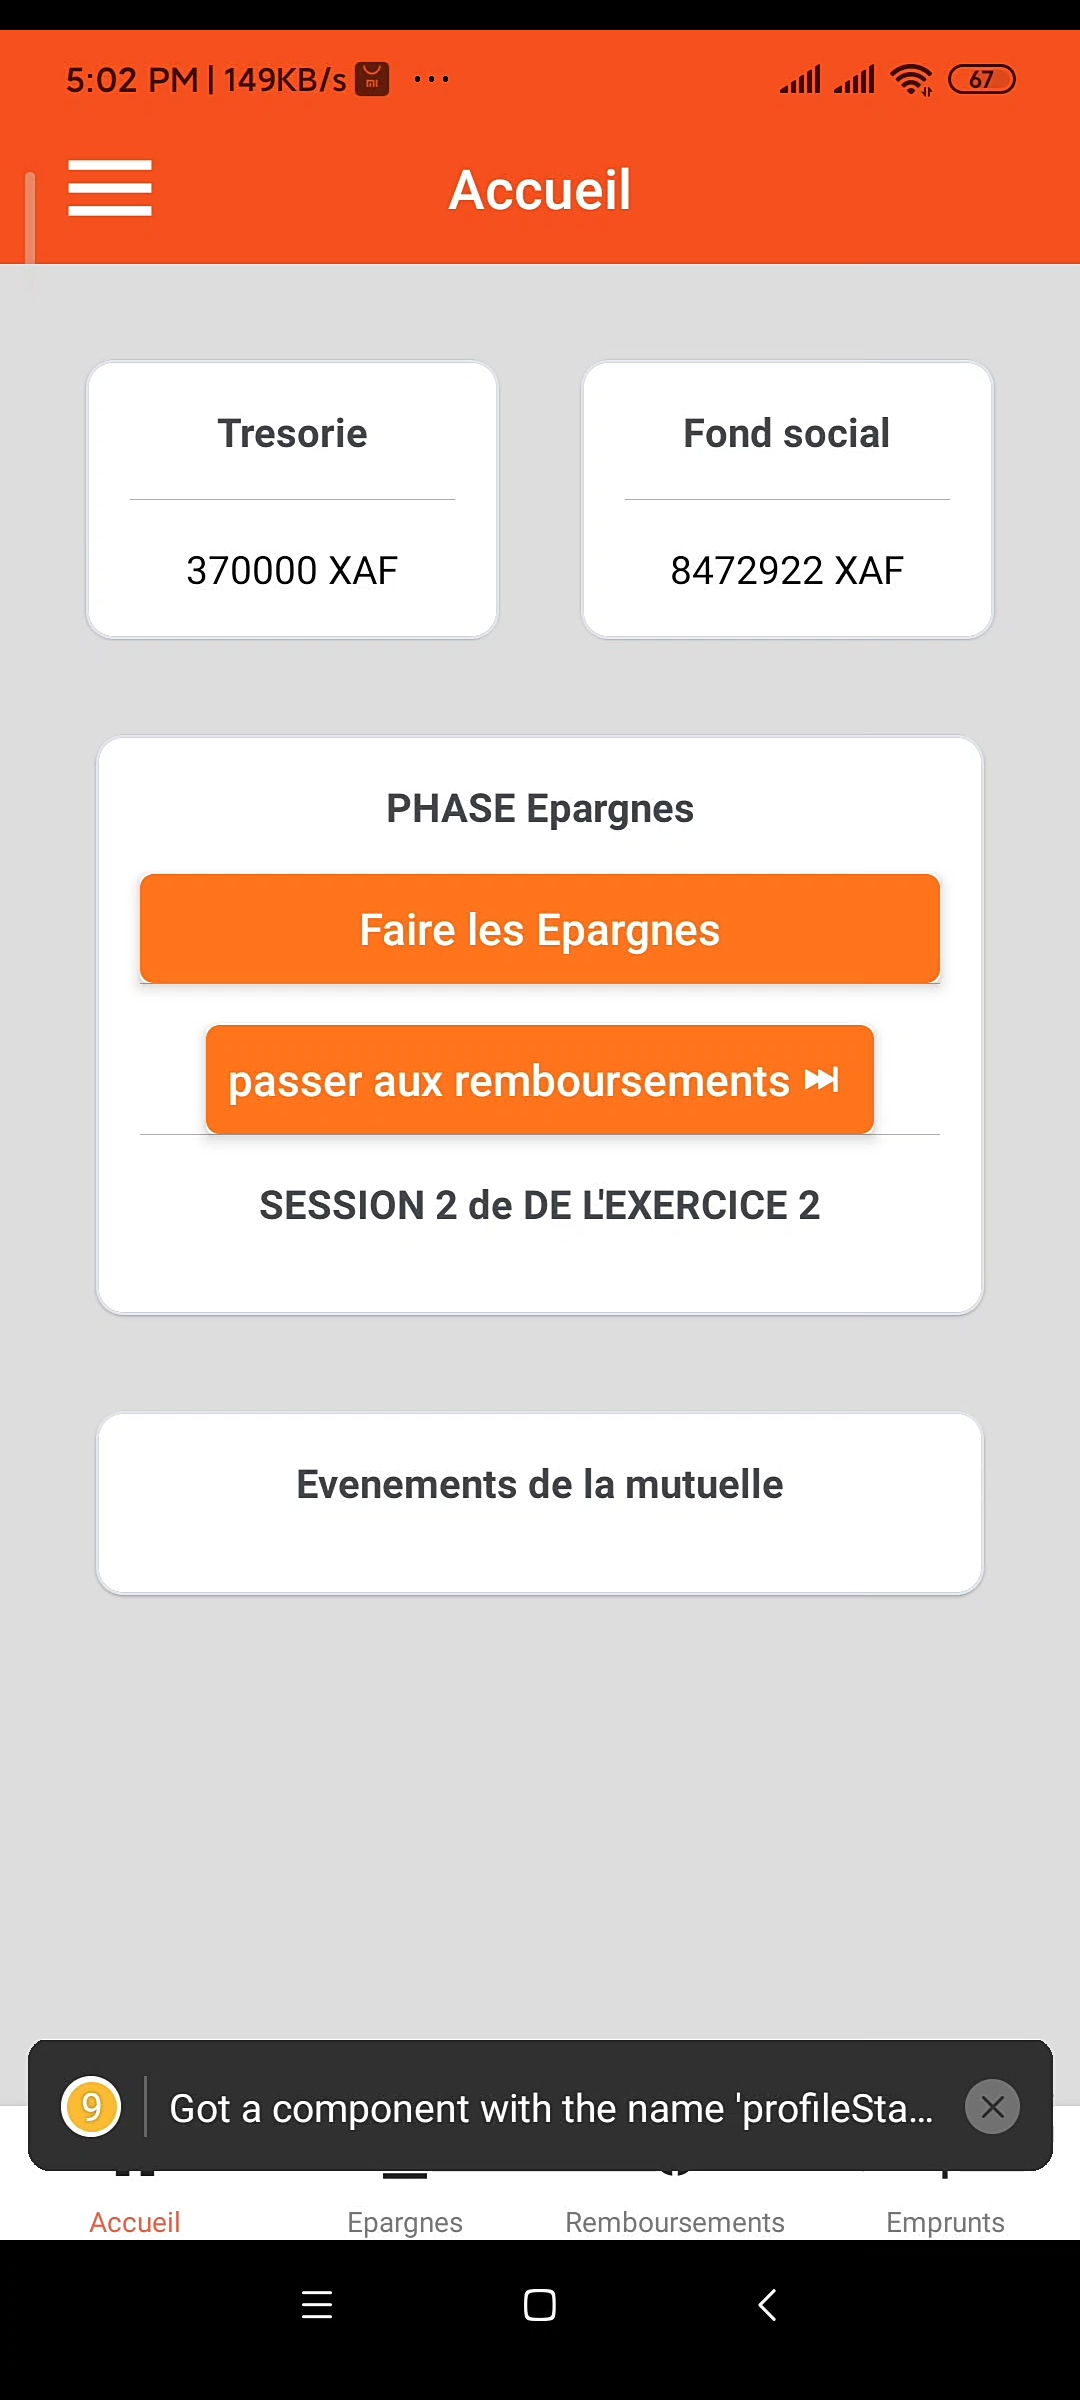 5:02 PM | 149KB/s ... 67
Accueil
Tresorie
370000 XAF
Fond social
8472922 XAF
PHASE Epargnes
Faire les Epargnes
passer aux remboursements
SESSION 2 de DE L'EXERCICE 2
Evenements de la mutuelle
9 Got a component with the name 'profileSta...
Accueil Epargnes Remboursements Emprunts